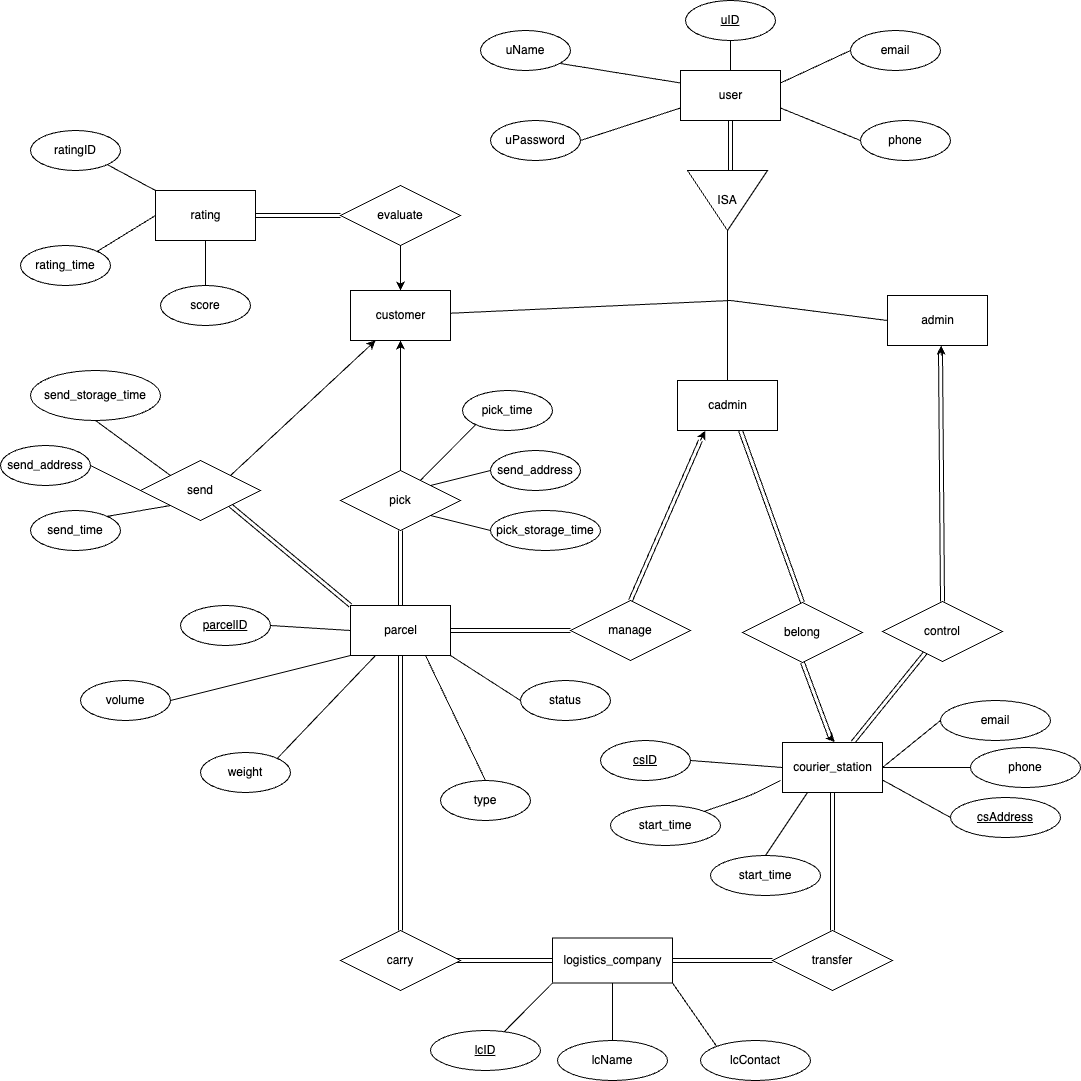 uID
uName
email
user
uPassword
phone
ratingID
ISA
rating
evaluate
rating_time
score
customer
admin
send_storage_time
pick_time
cadmin
send_address
send_address
send
pick
send_time
pick_storage_time
parcelID
parcel
manage
belong
control
volume
status
email
csID
courier_station
phone
weight
type
start_time
csAddress
start_time
carry
logistics_company
transfer
lcID
lcName
lcContact